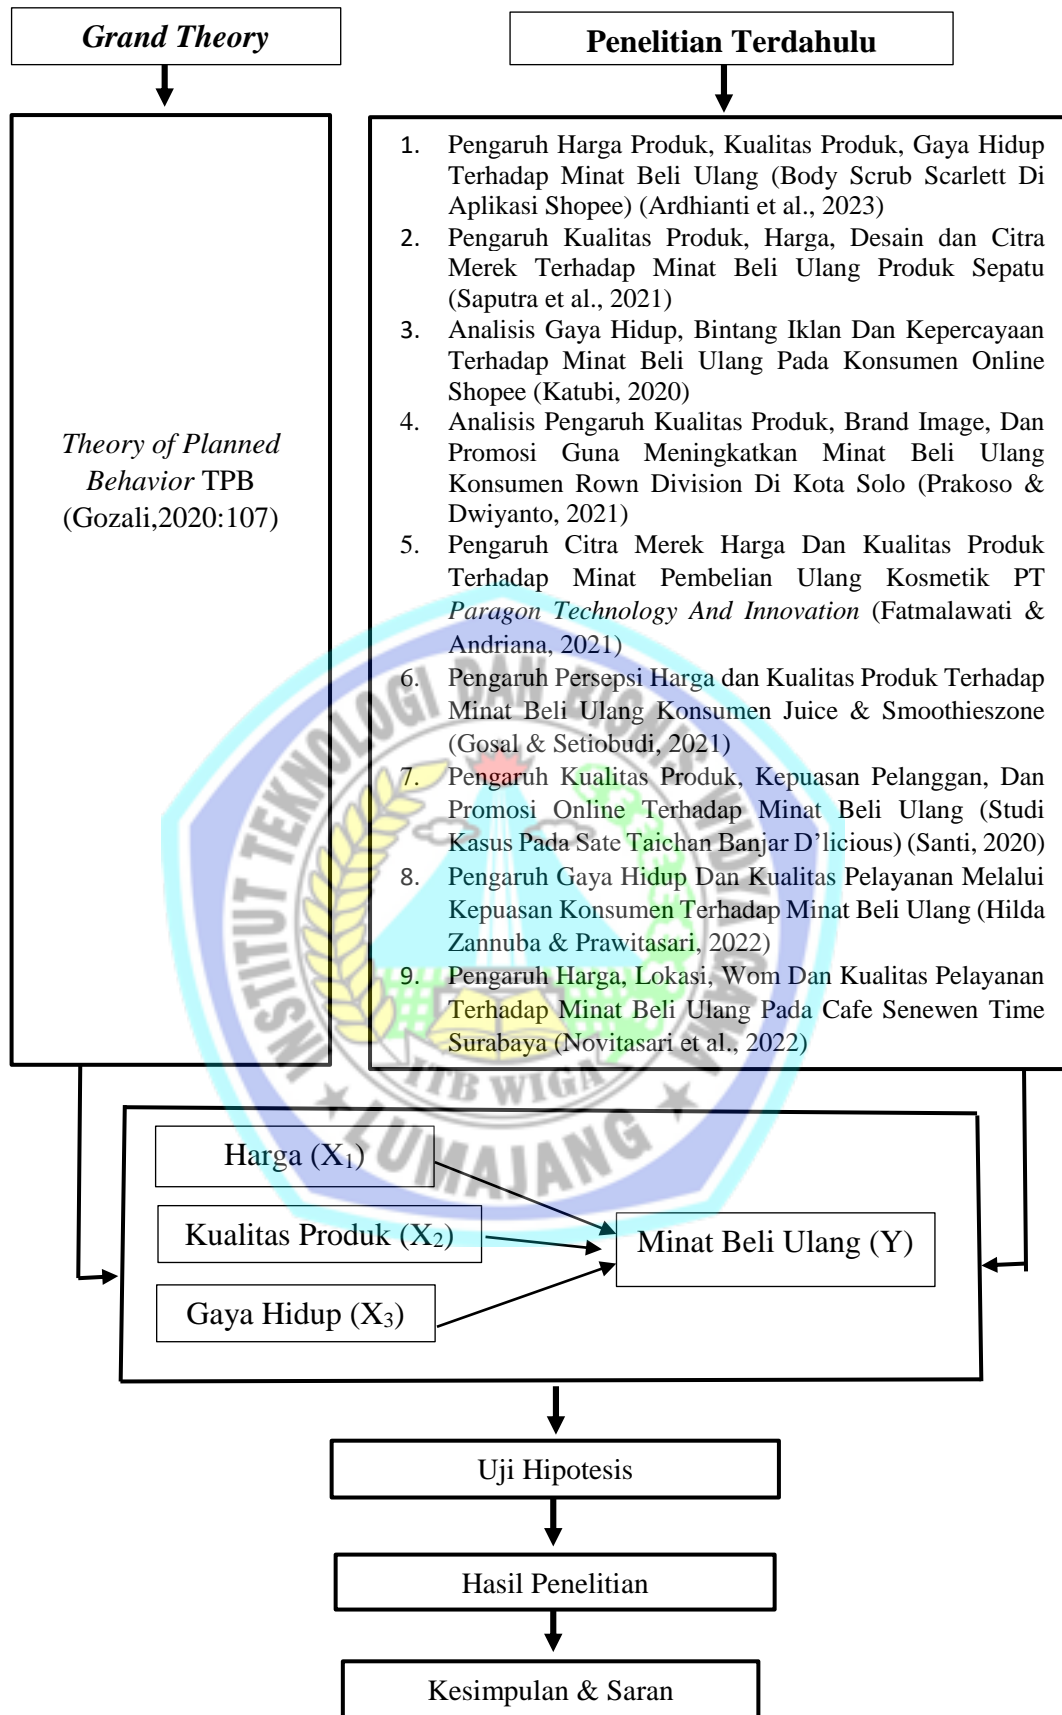 Grand Theory
Penelitian Terdahulu
Theory of Planned
Behavior TPB
(Gozali,2020:107)
1. Pengaruh Harga Produk, Kualitas Produk, Gaya Hidup
Terhadap Minat Beli Ulang (Body Scrub Scarlett Di
Aplikasi Shopee) (Ardhianti et al., 2023)
2. Pengaruh Kualitas Produk, Harga, Desain dan Citra
Merek Terhadap Minat Beli Ulang Produk Sepatu
(Saputra et al., 2021)
3. Analisis Gaya Hidup, Bintang Iklan Dan Kepercayaan
Terhadap Minat Beli Ulang Pada Konsumen Online
Shopee (Katubi, 2020)
4. Analisis Pengaruh Kualitas Produk, Brand Image, Dan
Promosi Guna Meningkatkan Minat Beli Ulang
Konsumen Rown Division Di Kota Solo (Prakoso &
Dwiyanto, 2021)
5. Pengaruh Citra Merek Harga Dan Kualitas Produk
Terhadap Minat Pembelian Ulang Kosmetik PT
Paragon Technology And Innovation (Fatmalawati &
Andriana, 2021)
6. Pengaruh Persepsi Harga dan Kualitas Produk Terhadap
Minat Beli Ulang Konsumen Juice & Smoothieszone
(Gosal & Setiobudi, 2021)
7. Pengaruh Kualitas Produk, Kepuasan Pelanggan, Dan
Promosi Online Terhadap Minat Beli Ulang (Studi
Kasus Pada Sate Taichan Banjar D’licious) (Santi, 2020)
8. Pengaruh Gaya Hidup Dan Kualitas Pelayanan Melalui
Kepuasan Konsumen Terhadap Minat Beli Ulang (Hilda
Zannuba & Prawitasari, 2022)
9. Pengaruh Harga, Lokasi, Wom Dan Kualitas Pelayanan
Terhadap Minat Beli Ulang Pada Cafe Senewen Time
Surabaya (Novitasari et al., 2022)
INSTITUT TEKNOLOGI DAN BISNIS WIDYA GAMA
ITB WIGA
LUMAJANG
Harga (X1)
Kualitas Produk (X2)
Gaya Hidup (X3)
Minat Beli Ulang (Y)
Uji Hipotesis
Hasil Penelitian
Kesimpulan & Saran